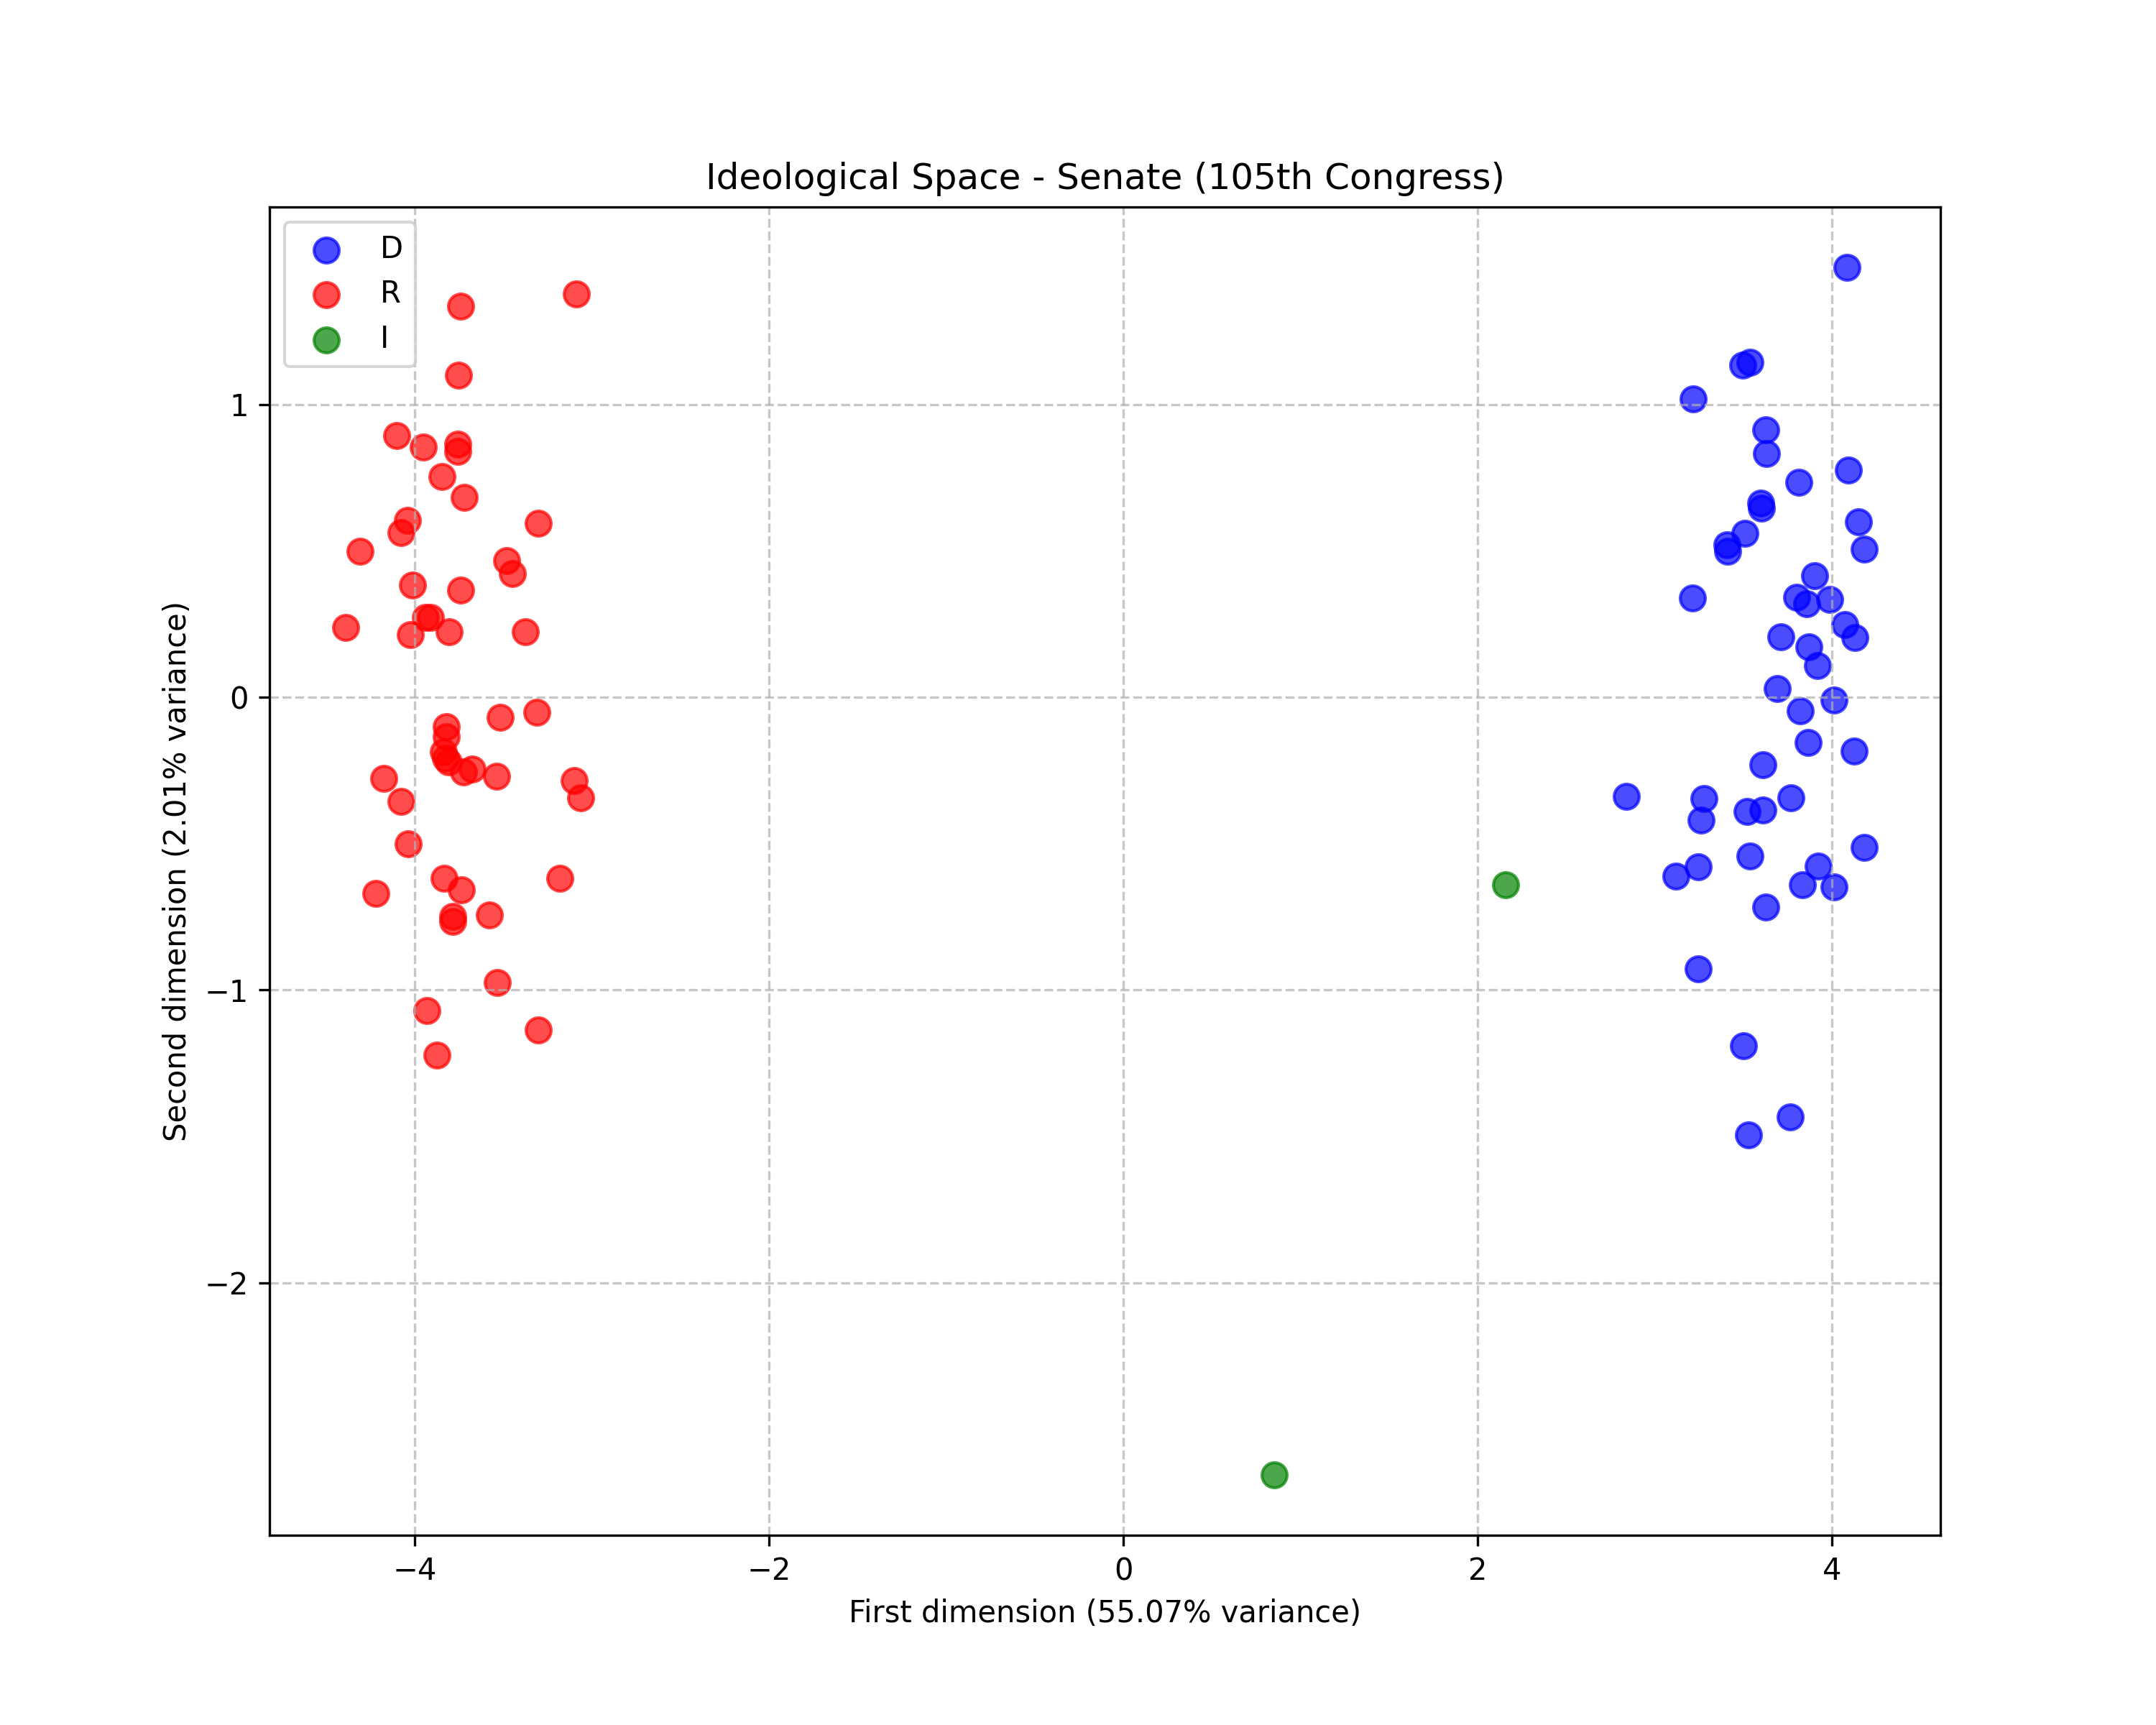 Ideological Space - Senate (105th Congress)
D
R
I
1
0
−1
−2
Second dimension (2.01% variance)
−4
−2
0
2
4
First dimension (55.07% variance)